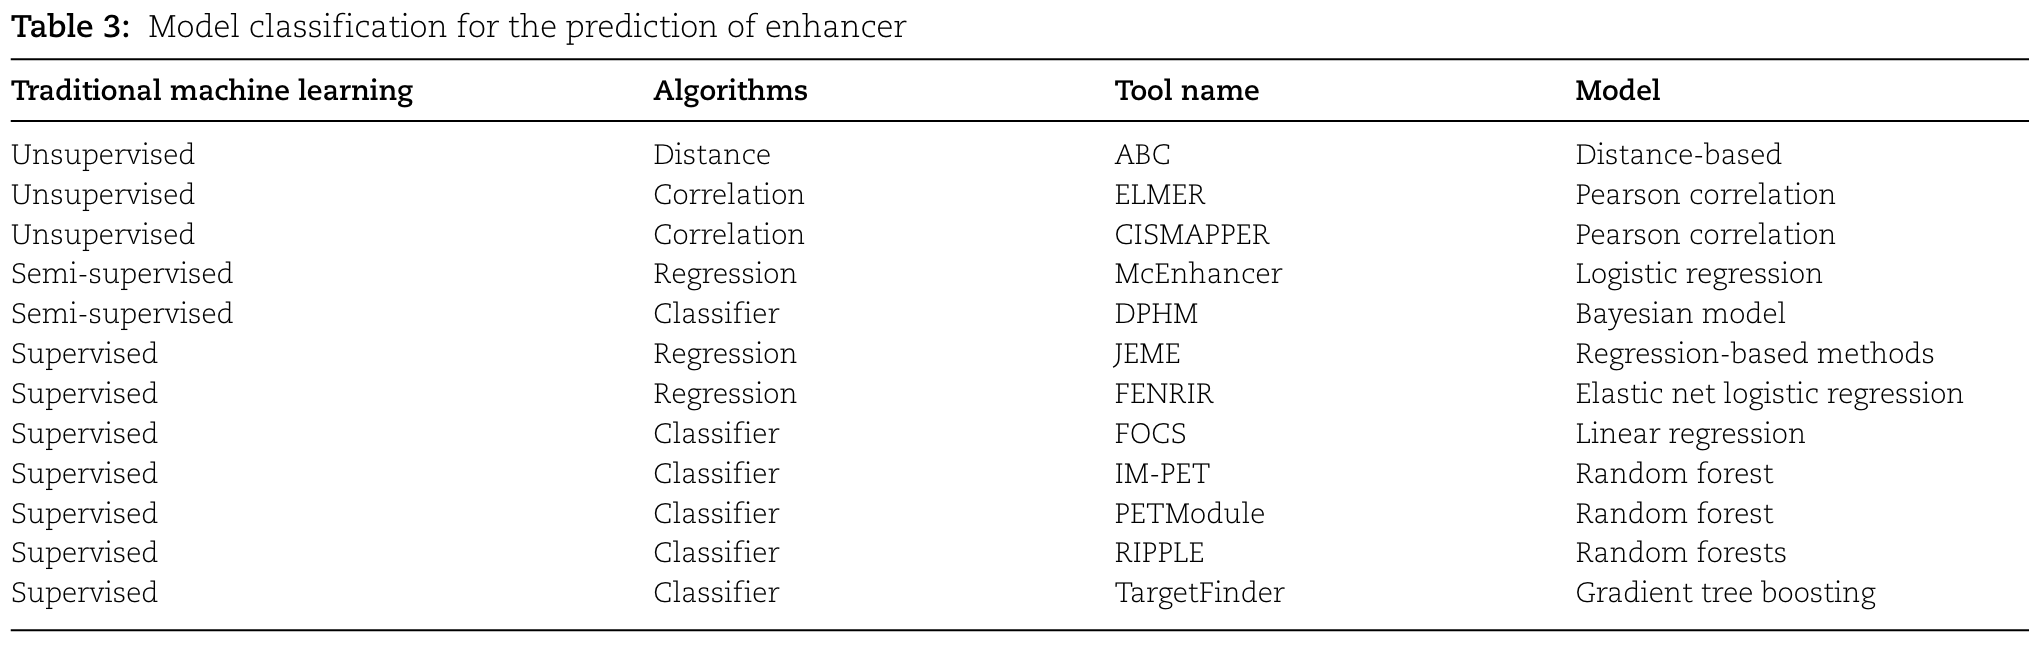 Table 3: Model classification for the prediction of enhancer
Traditional machine learning Algorithms Tool name Model
Unsupervised Distance ABC Distance-based
Unsupervised Correlation ELMER Pearson correlation
Unsupervised Correlation CISMAPPER Pearson correlation
Semi-supervised Regression McEnhancer Logistic regression
Semi-supervised Classifier DPHM Bayesian model
Supervised Regression JEME Regression-based methods
Supervised Regression FENRIR Elastic net logistic regression
Supervised Classifier FOCS Linear regression
Supervised Classifier IM-PET Random forest
Supervised Classifier PETModule Random forest
Supervised Classifier RIPPLE Random forests
Supervised Classifier TargetFinder Gradient tree boosting